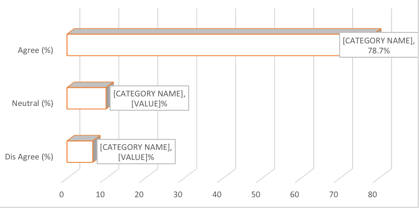 Agree (%)
[CATEGORY NAME],
78.7%
Neutral (%)
[CATEGORY NAME],
[VALUE]%
Dis Agree (%)
[CATEGORY NAME],
[VALUE]%
0 10 20 30 40 50 60 70 80